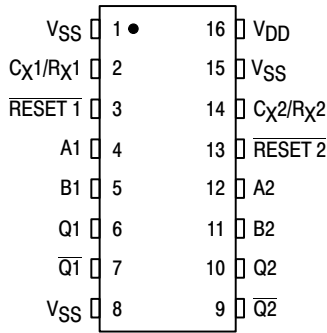 VSS 1 16 VDD
CX1/RX1 2 15 VSS
RESET 1 3 14 CX2/RX2
A1 4 13 RESET 2
B1 5 12 A2
Q1 6 11 B2
Q1 7 10 Q2
VSS 8 9 Q2